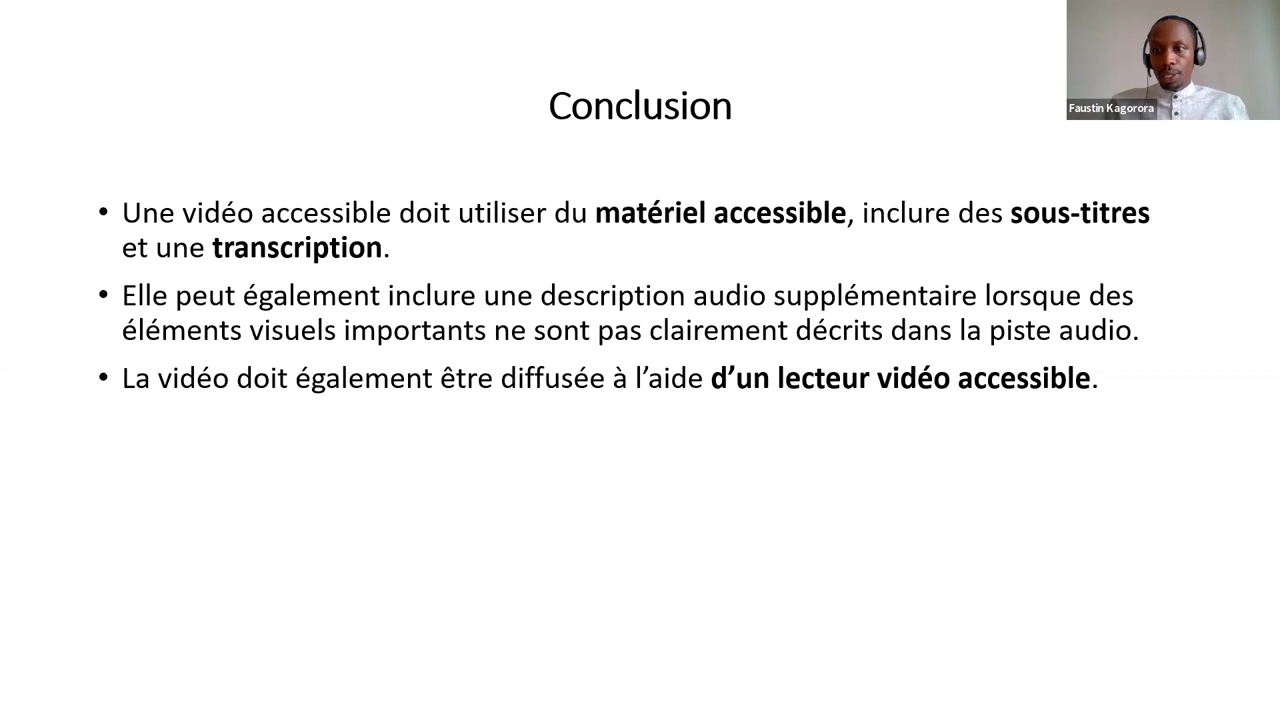 Faustin Kagorora
Conclusion
• Une vidéo accessible doit utiliser du matériel accessible, inclure des sous-titres
et une transcription.
• Elle peut également inclure une description audio supplémentaire lorsque des
éléments visuels importants ne sont pas clairement décrits dans la piste audio.
• La vidéo doit également être diffusée à l’aide d’un lecteur vidéo accessible.